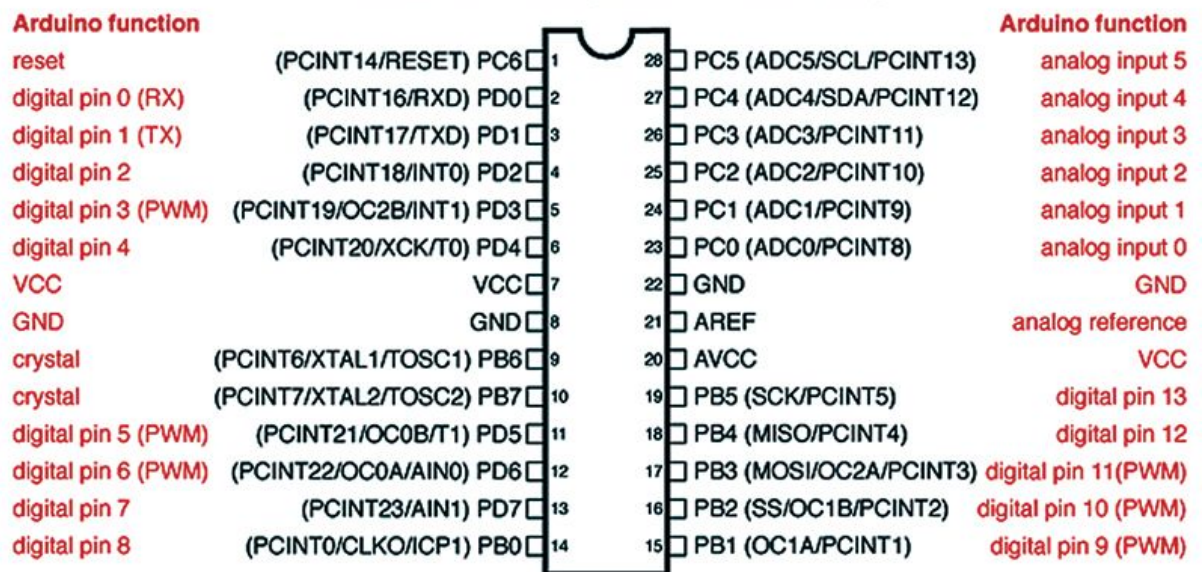 Arduino function Arduino function
reset (PCINT14/RESET) PC6 1 28 PC5 (ADC5/SCL/PCINT13) analog input 5
digital pin 0 (RX) (PCINT16/RXD) PD0 2 27 PC4 (ADC4/SDA/PCINT12) analog input 4
digital pin 1 (TX) (PCINT17/TXD) PD1 3 26 PC3 (ADC3/PCINT11) analog input 3
digital pin 2 (PCINT18/INT0) PD2 4 25 PC2 (ADC2/PCINT10) analog input 2
digital pin 3 (PWM) (PCINT19/OC2B/INT1) PD3 5 24 PC1 (ADC1/PCINT9) analog input 1
digital pin 4 (PCINT20/XCK/T0) PD4 6 23 PC0 (ADC0/PCINT8) analog input 0
VCC VCC 7 22 GND GND
GND GND 8 21 AREF analog reference
crystal (PCINT6/XTAL1/TOSC1) PB6 9 20 AVCC VCC
crystal (PCINT7/XTAL2/TOSC2) PB7 10 19 PB5 (SCK/PCINT5) digital pin 13
digital pin 5 (PWM) (PCINT21/OC0B/T1) PD5 11 18 PB4 (MISO/PCINT4) digital pin 12
digital pin 6 (PWM) (PCINT22/OC0A/AIN0) PD6 12 17 PB3 (MOSI/OC2A/PCINT3) digital pin 11(PWM)
digital pin 7 (PCINT23/AIN1) PD7 13 16 PB2 (SS/OC1B/PCINT2) digital pin 10 (PWM)
digital pin 8 (PCINT0/CLKO/ICP1) PB0 14 15 PB1 (OC1A/PCINT1) digital pin 9 (PWM)